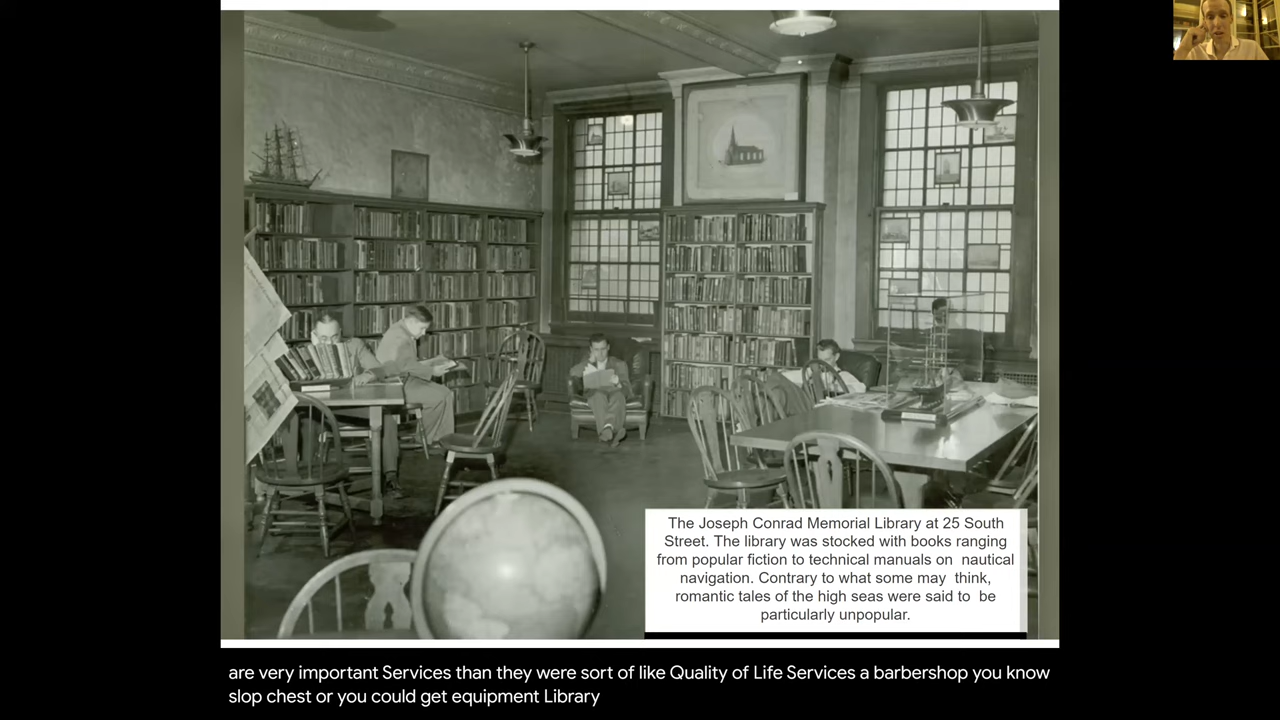 The Joseph Conrad Memorial Library at 25 South
Street. The library was stocked with books ranging
from popular fiction to technical manuals on nautical
navigation. Contrary to what some may think,
romantic tales of the high seas were said to be
particularly unpopular.
are very important Services than they were sort of like Quality of Life Services a barbershop you know
slop chest or you could get equipment Library